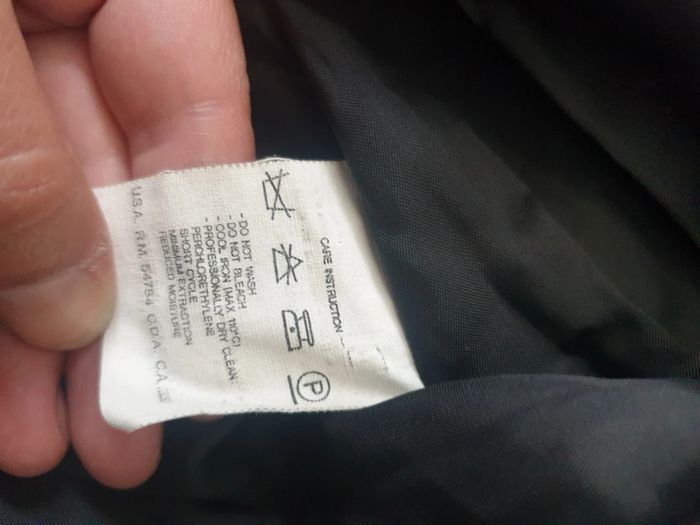 CARE INSTRUCTION
P
- DO NOT WASH
- DO NOT BLEACH
- COOL IRON (MAX 110°C)
- PROFESSIONALLY DRY CLEAN:
PERCHLORETHYLENE
SHORT CYCLE
MINIMUM EXTRACTION
REDUCED MOISTURE
U.S.A. R.M. 54784 C.D.A. C.A